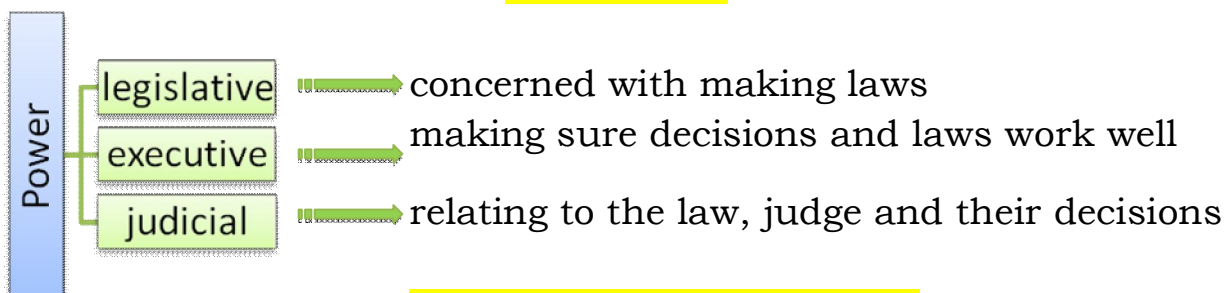 Power
legislative concerned with making laws
executive making sure decisions and laws work well
judicial relating to the law, judge and their decisions